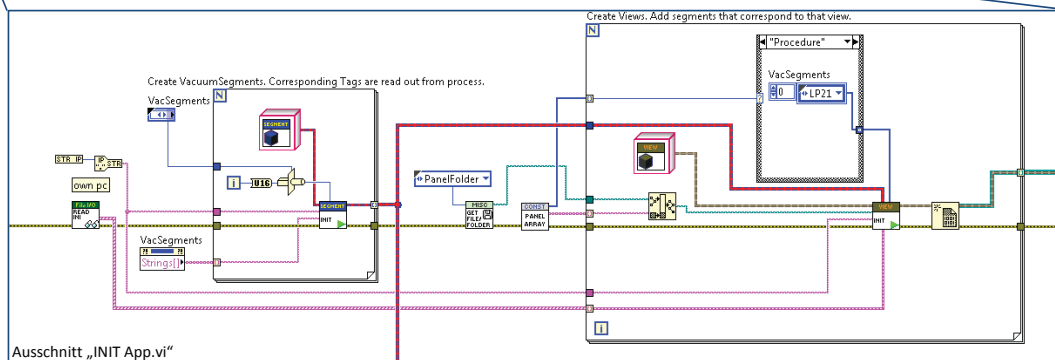 Create Views. Add segments that correspond to that view.
N
"Procedure"
Create VacuumSegments. Corresponding Tags are read out from process.
VacSegments
VacSegments
N
0
LP21
SEGMENT
VIEW
STR IP
IP
STR
i
U16
PanelFolder
own pc
File I/O
READ
INI
SEGMENT
INIT
MISC
GET
FILE/
FOLDER
CONST
PANEL
ARRAY
VIEW
INIT
VacSegments
Strings[]
i
Ausschnitt „INIT App.vi“